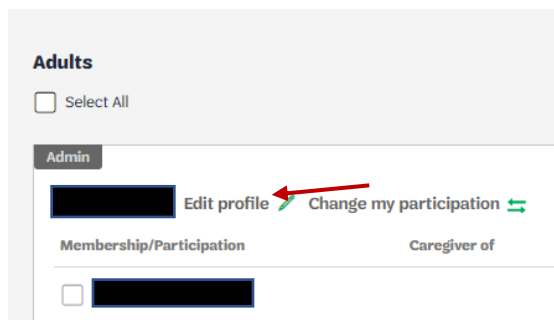 Adults
Select All
Admin
Edit profile Change my participation
Membership/Participation Caregiver of